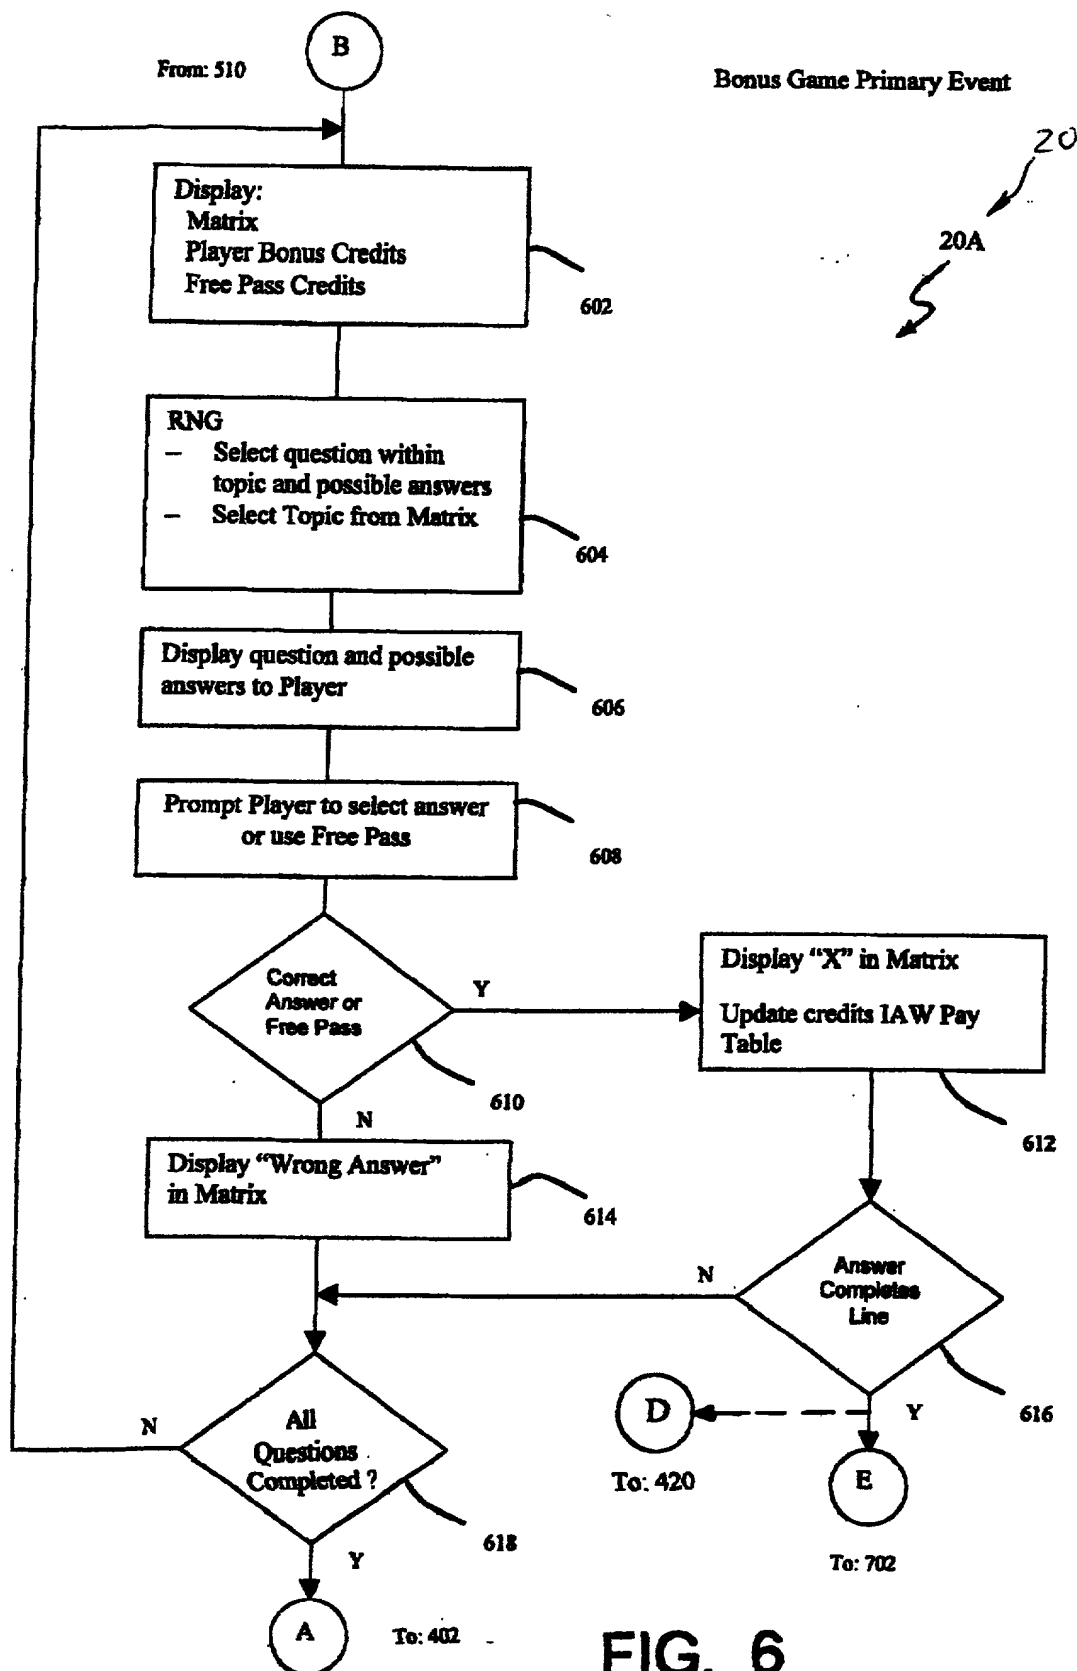 B
From: 510
Bonus Game Primary Event
20
20A
Display:
Matrix
Player Bonus Credits
Free Pass Credits
602
RNG
– Select question within
topic and possible answers
– Select Topic from Matrix
604
Display question and possible
answers to Player
606
Prompt Player to select answer
or use Free Pass
608
Correct
Answer or
Free Pass
Y
610
N
Display “X” in Matrix
Update credits IAW Pay
Table
612
Display “Wrong Answer”
in Matrix
614
Answer
Completes
Line
N
616
Y
D
To: 420
E
To: 702
All
Questions
Completed ?
N
618
Y
A
To: 402
FIG. 6